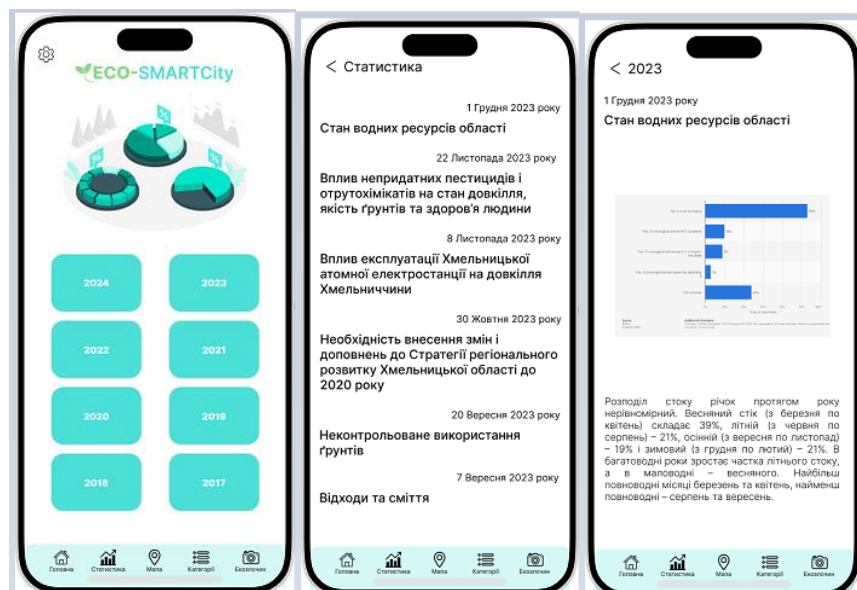 ECO-SMARTCity
%
%
%
2024
2023
2022
2021
2020
2019
2018
2017
Головна
Статистика
Мапа
Категорії
Екозлочин
< Статистика
1 Грудня 2023 року
Стан водних ресурсів області
22 Листопада 2023 року
Вплив непридатних пестицидів і
отрутохімікатів на стан довкілля,
якість ґрунтів та здоров'я людини
8 Листопада 2023 року
Вплив експлуатації Хмельницької
атомної електростанції на довкілля
Хмельниччини
30 Жовтня 2023 року
Необхідність внесення змін і
доповнень до Стратегії регіонального
розвитку Хмельницької області до
2020 року
20 Вересня 2023 року
Неконтрольоване використання
ґрунтів
7 Вересня 2023 року
Відходи та сміття
Головна
Статистика
Мапа
Категорії
Екозлочин
< 2023
1 Грудня 2023 року
Стан водних ресурсів області
Розподіл стоку річок протягом року
нерівномірний. Весняний стік (з березня по
квітень) складає 39%, літній (з червня по
серпень) – 21%, осінній (з вересня по листопад)
– 19% і зимовий (з грудня по лютий) – 21%. В
багатоводні роки зростає частка літнього стоку,
а в маловодні – весняного. Найбільш
повноводні місяці березень та квітень, найменш
повноводні – серпень та вересень.
Головна
Статистика
Мапа
Категорії
Екозлочин